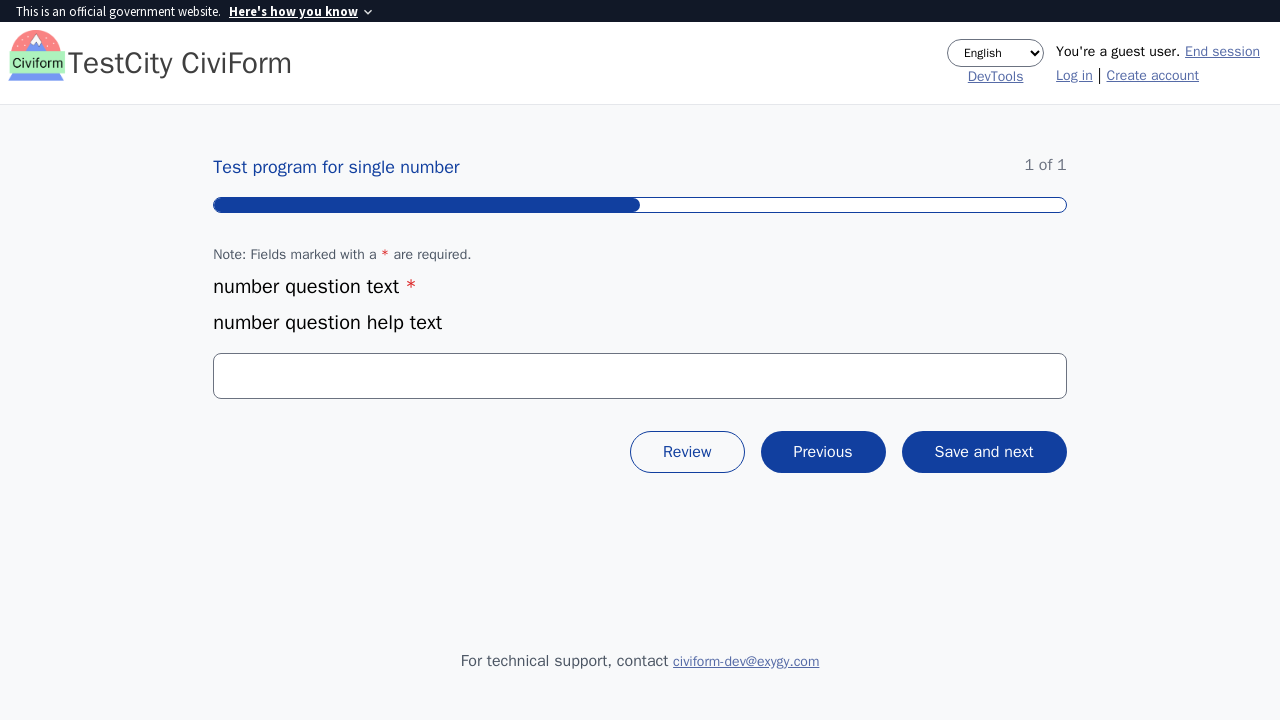 This is an official government website. Here's how you know
Civiform
TestCity CiviForm
English
DevTools
You're a guest user. End session
Log in | Create account
Test program for single number
1 of 1
Note: Fields marked with a * are required.
number question text *
number question help text
Review
Previous
Save and next
For technical support, contact civiform-dev@exygy.com